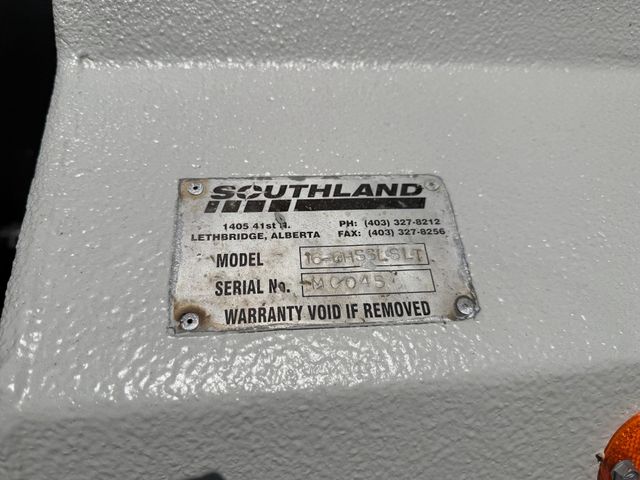 SOUTHLAND
1405 41st N. PH: (403) 327-8212
LETHBRIDGE, ALBERTA FAX: (403) 327-8256
MODEL
SERIAL No.
WARRANTY VOID IF REMOVED